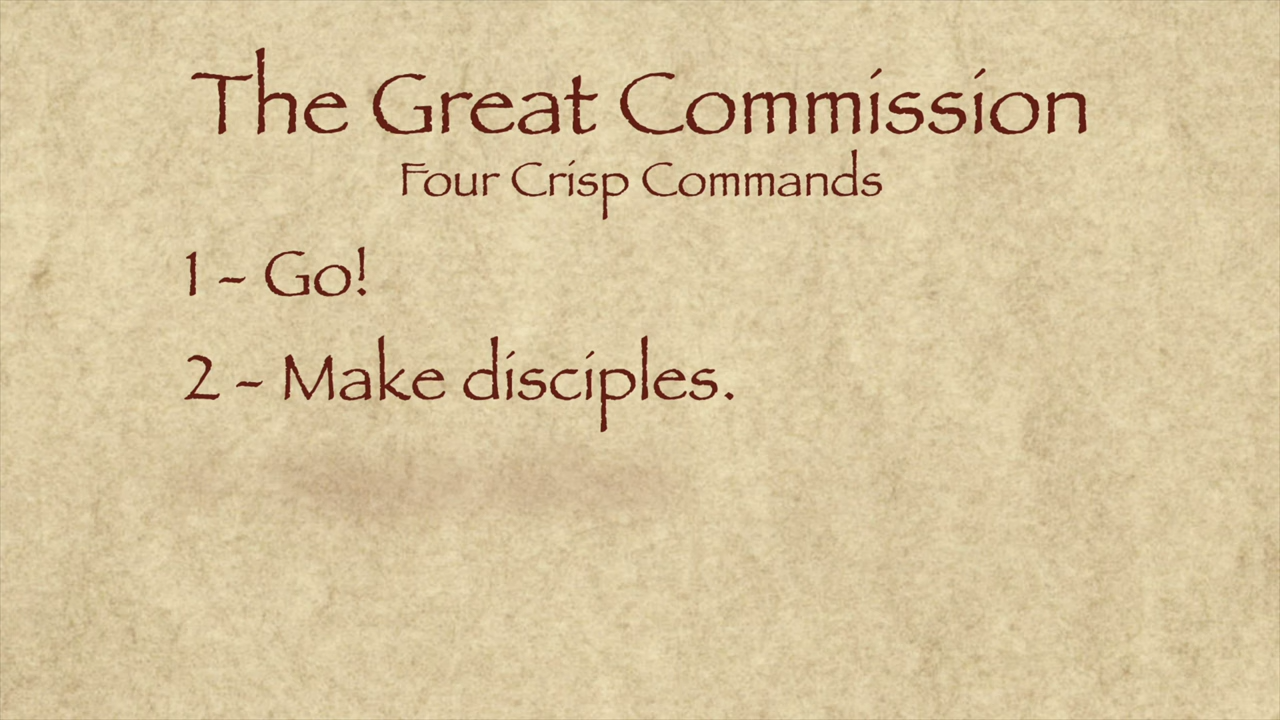 The Great Commission
Four Crisp Commands
1 - Go!
2 - Make disciples.